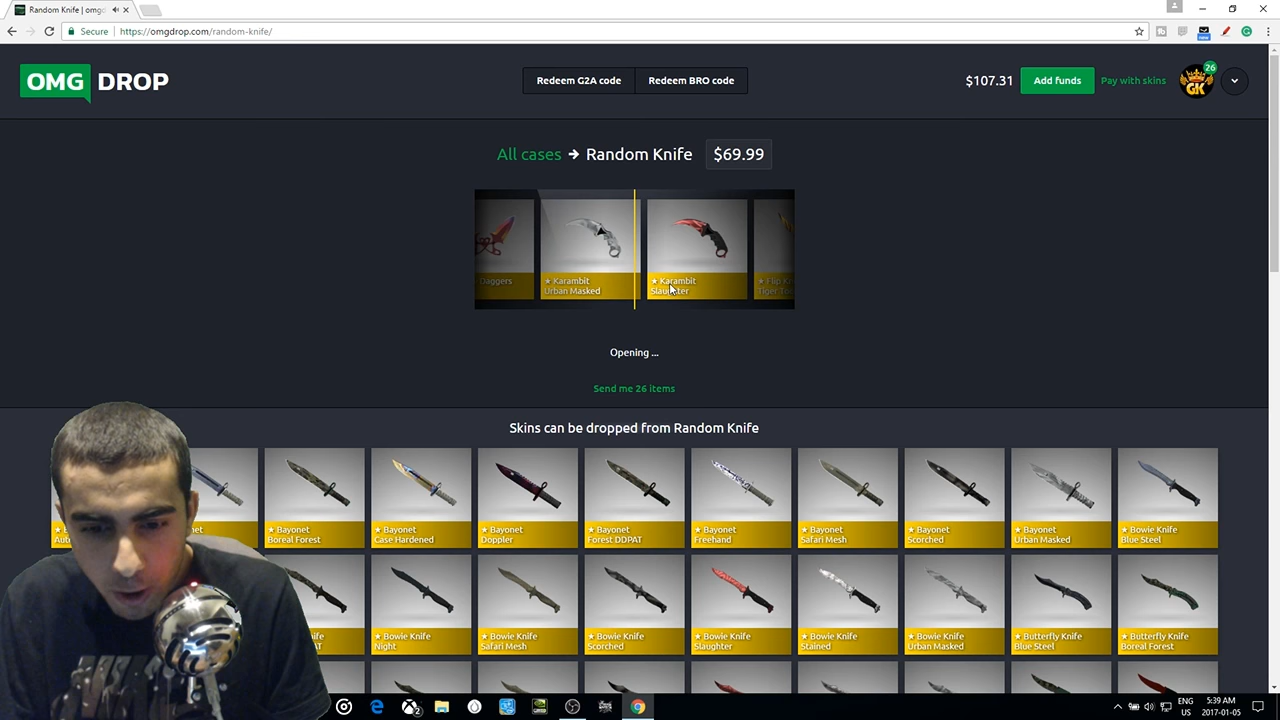 Random Knife | omgd
Secure
https://omgdrop.com/random-knife/
new
OMG DROP
Redeem G2A code
Redeem BRO code
$107.31
Add funds
Pay with skins
GK
26
All cases → Random Knife $69.99
Daggers
★ Karambit
Urban Masked
★ Karambit
Slaughter
★ Flip Kn
Tiger Too
Opening ...
Send me 26 items
Skins can be dropped from Random Knife
★ Bayonet
Boreal Forest
★ Bayonet
Case Hardened
★ Bayonet
Doppler
★ Bayonet
Forest DDPAT
★ Bayonet
Freehand
★ Bayonet
Safari Mesh
★ Bayonet
Scorched
★ Bayonet
Urban Masked
★ Bowie Knife
Blue Steel
★ Bowie Knife
Night
★ Bowie Knife
Safari Mesh
★ Bowie Knife
Scorched
★ Bowie Knife
Slaughter
★ Bowie Knife
Stained
★ Bowie Knife
Urban Masked
★ Butterfly Knife
Blue Steel
★ Butterfly Knife
Boreal Forest
ENG
US
5:39 AM
2017-01-05